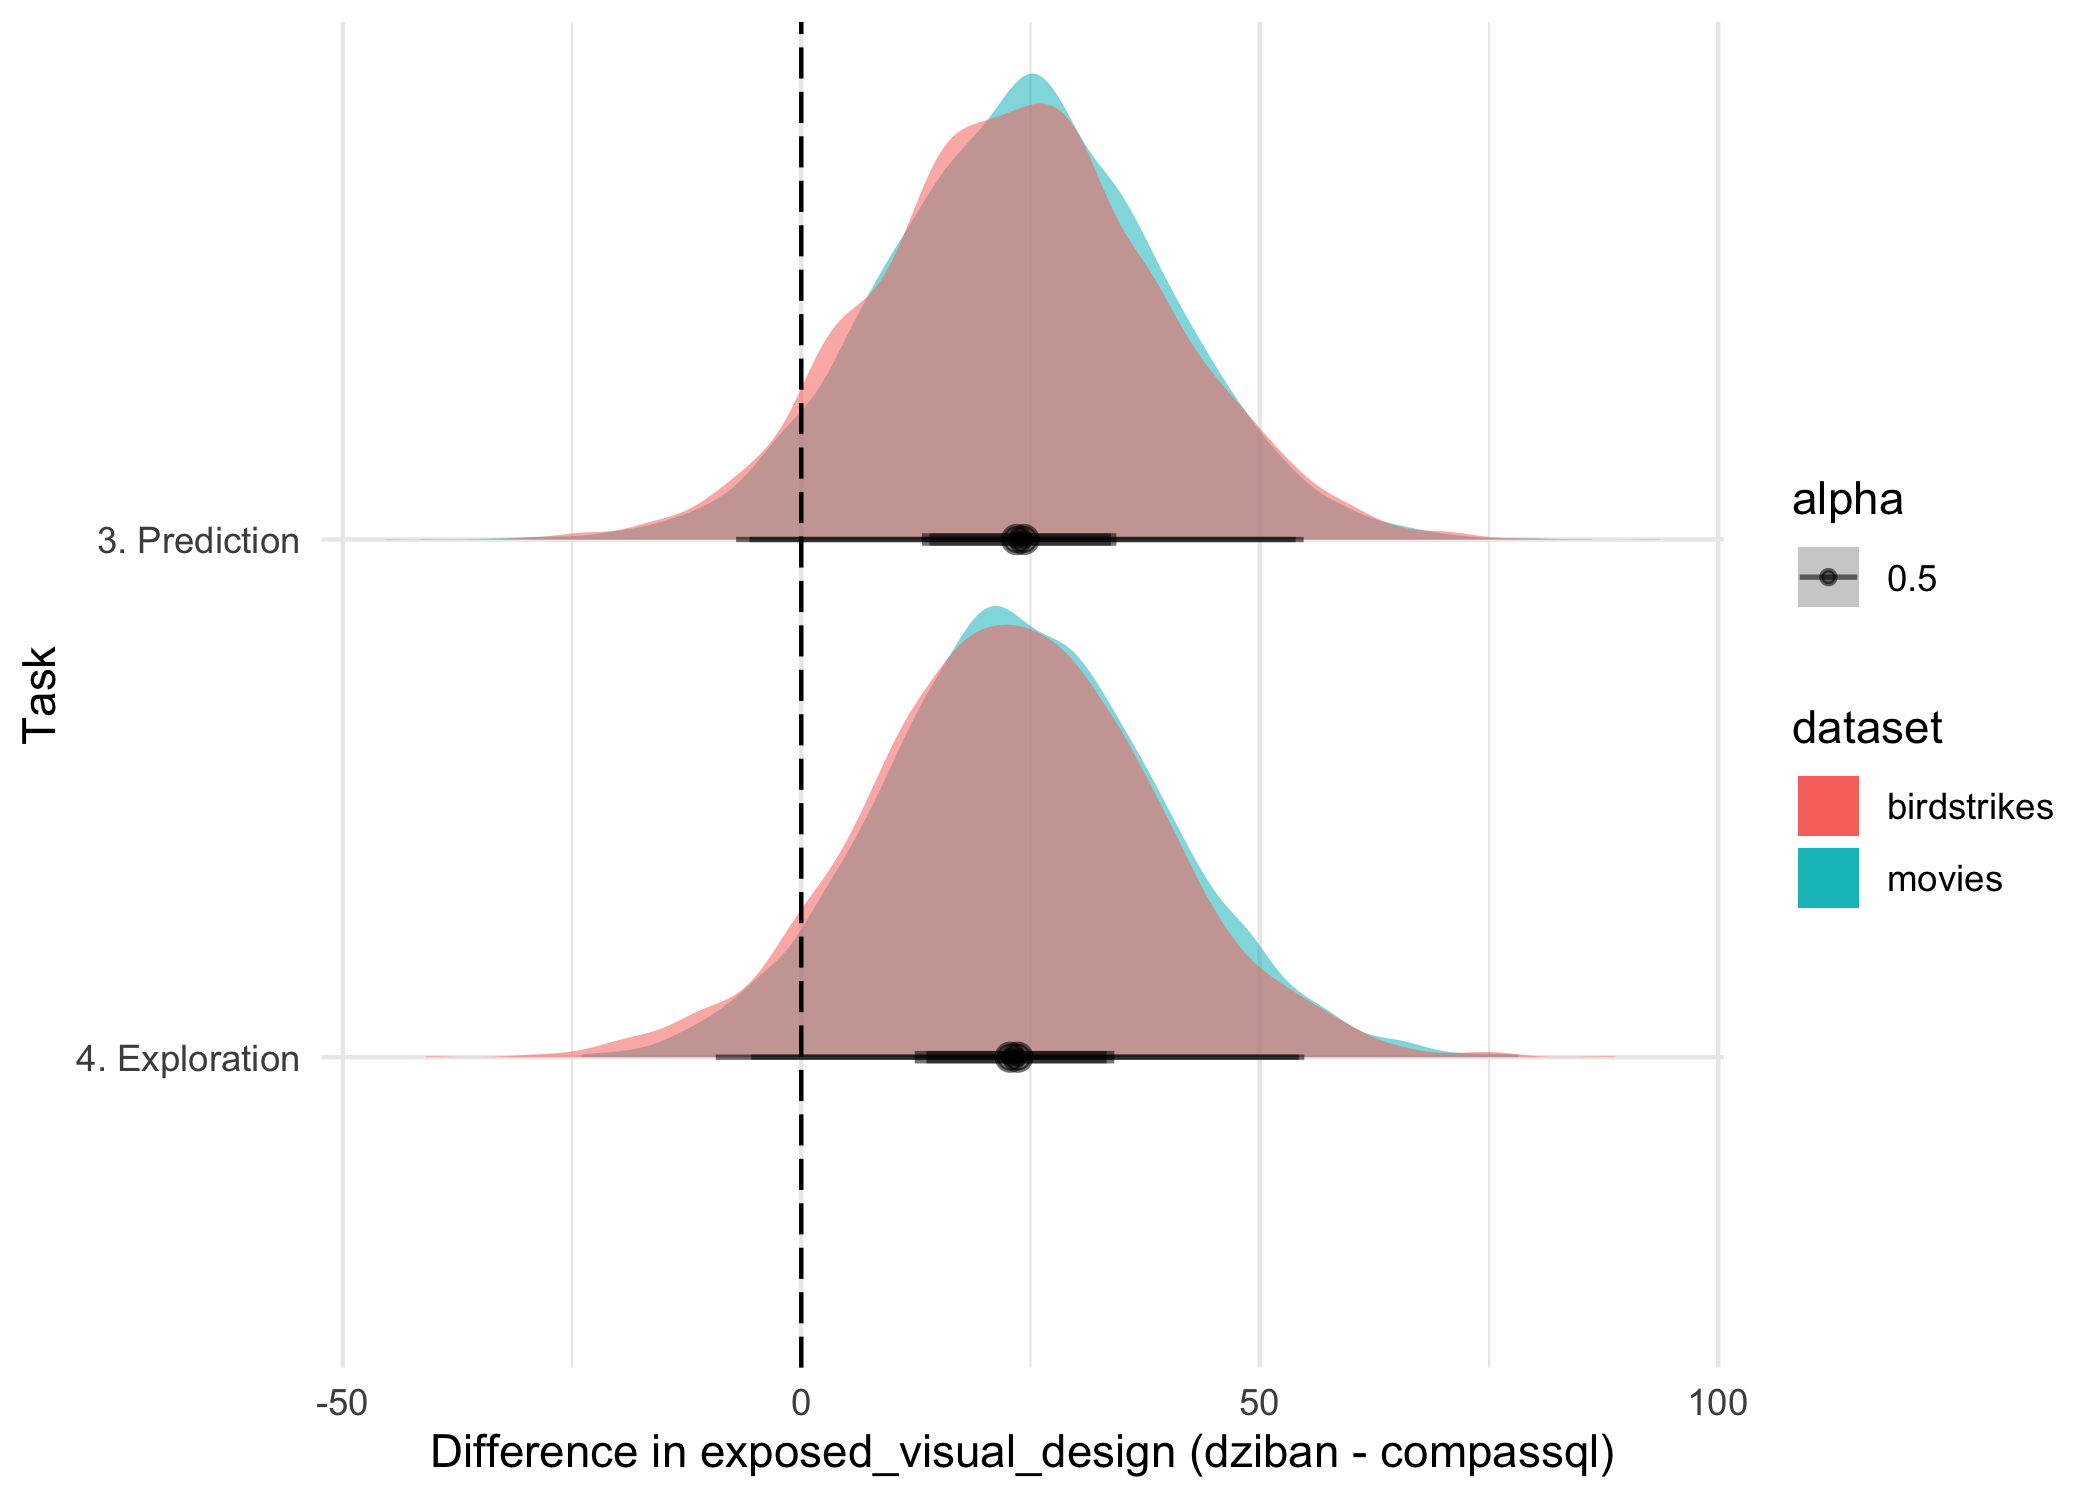 Task
3. Prediction
4. Exploration
-50 0 50 100
Difference in exposed_visual_design (dziban - compassql)
alpha
0.5
dataset
birdstrikes
movies